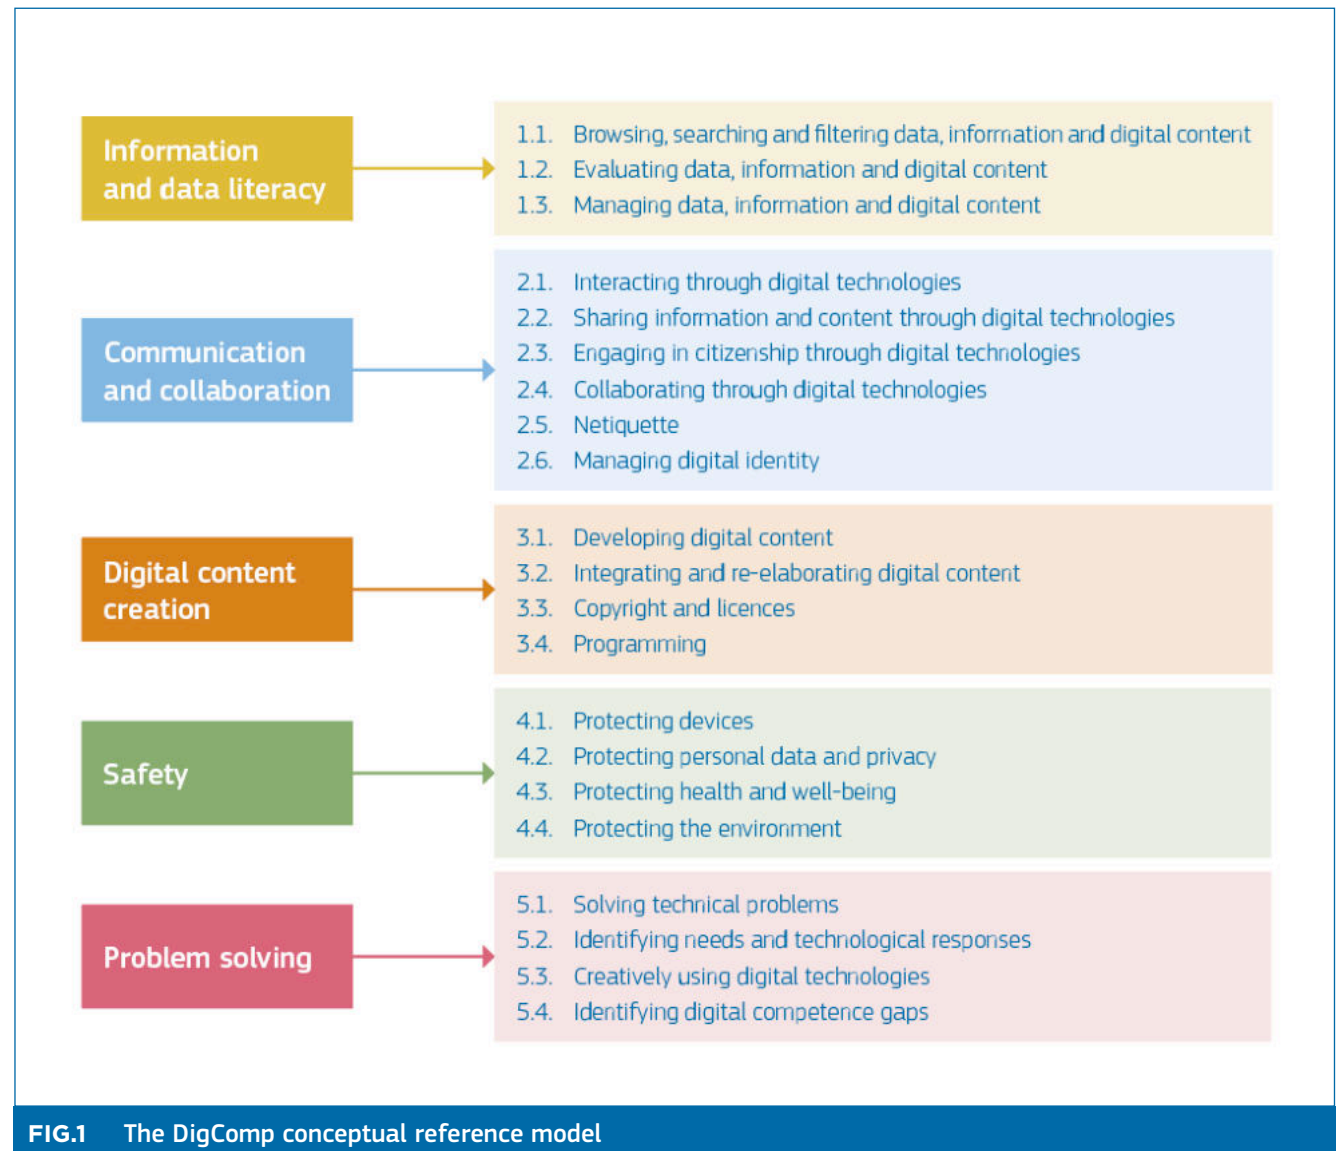 Information
and data literacy
1.1. Browsing, searching and filtering data, information and digital content
1.2. Evaluating data, information and digital content
1.3. Managing data, information and digital content
Communication
and collaboration
2.1. Interacting through digital technologies
2.2. Sharing information and content through digital technologies
2.3. Engaging in citizenship through digital technologies
2.4. Collaborating through digital technologies
2.5. Netiquette
2.6. Managing digital identity
Digital content
creation
3.1. Developing digital content
3.2. Integrating and re-elaborating digital content
3.3. Copyright and licences
3.4. Programming
Safety
4.1. Protecting devices
4.2. Protecting personal data and privacy
4.3. Protecting health and well-being
4.4. Protecting the environment
Problem solving
5.1. Solving technical problems
5.2. Identifying needs and technological responses
5.3. Creatively using digital technologies
5.4. Identifying digital competence gaps
FIG.1 The DigComp conceptual reference model